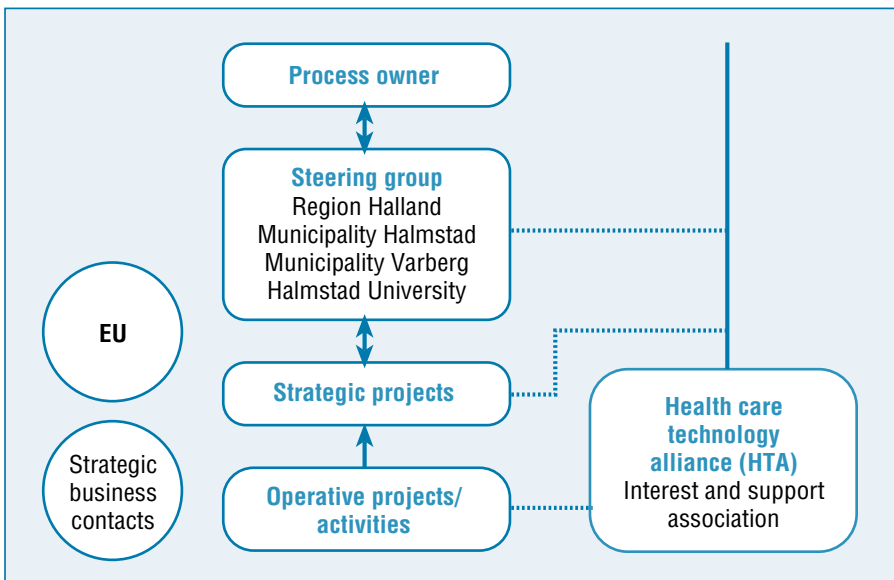 Process owner
Steering group
Region Halland
Municipality Halmstad
Municipality Varberg
Halmstad University
EU
Strategic projects
Strategic
business
contacts
Operative projects/
activities
Health care
technology
alliance (HTA)
Interest and support
association